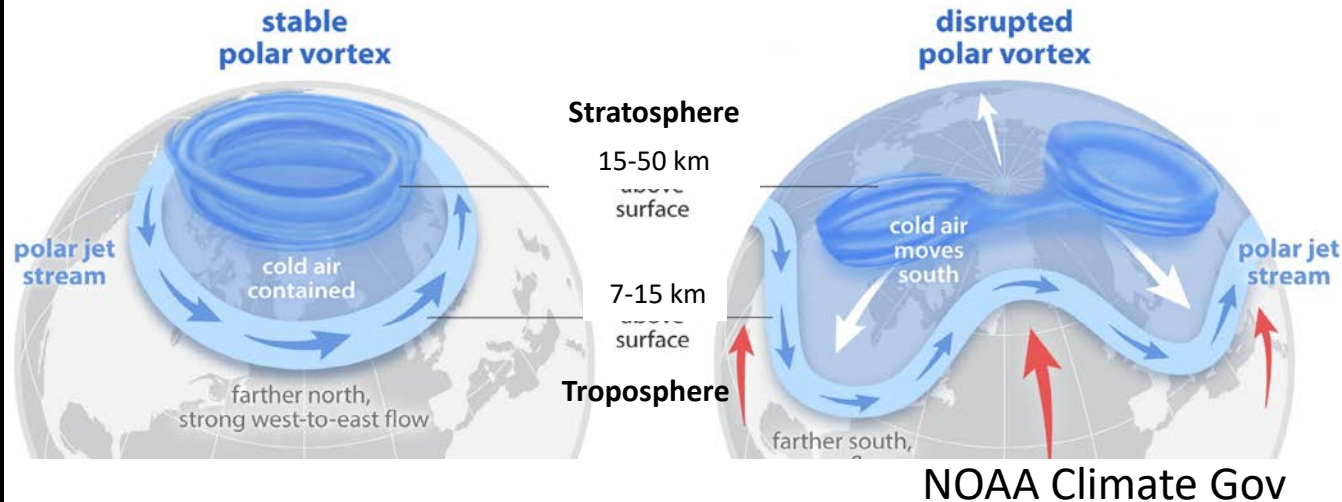 stable
polar vortex
disrupted
polar vortex
Stratosphere
15-50 km
above
surface
polar jet
stream
cold air
contained
cold air
moves
south
polar jet
stream
7-15 km
above
surface
Troposphere
farther north,
strong west-to-east flow
farther south,
NOAA Climate Gov